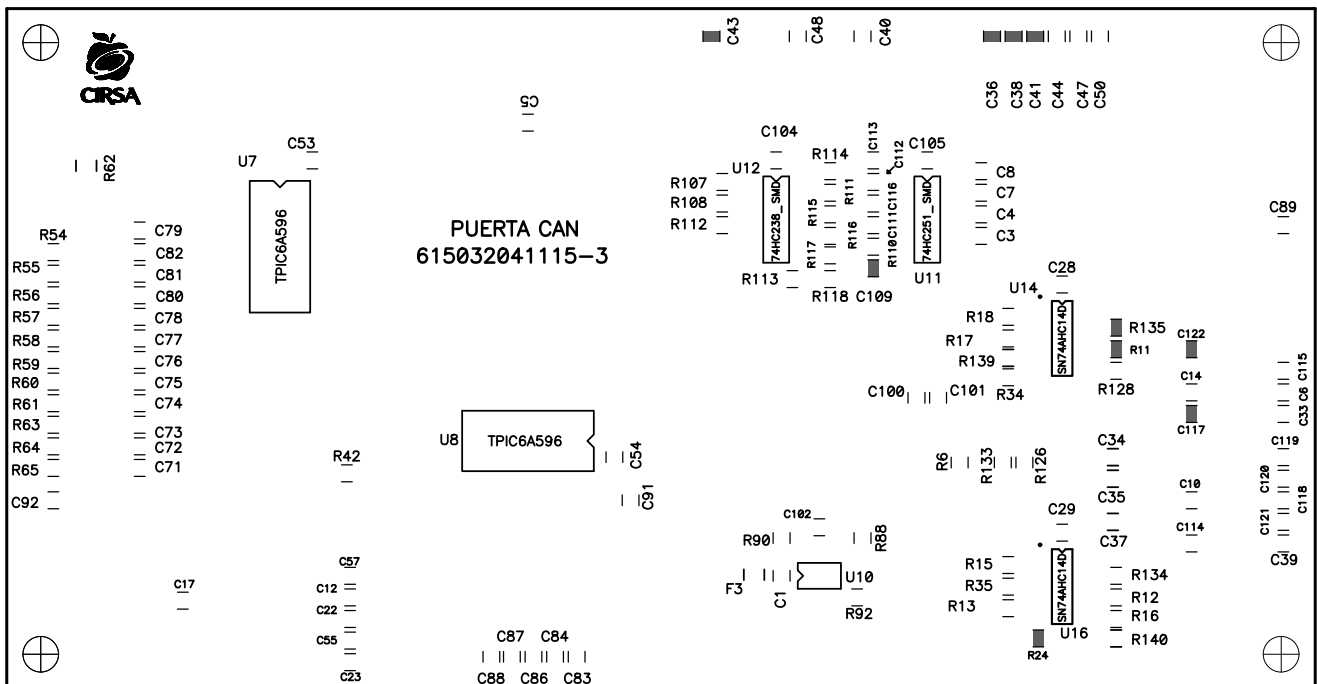 C43
C48
C40
CIRSA
C36
C38
C41
C44
C47
C50
C5
C53
C104
C113
C105
R62
U7
R114
C112
U12
C8
R107
R111
C116
C7
R108
74HC238_SMD
R115
74HC251_SMD
C4
R112
R116
C111
C3
C89
TPIC6A596
PUERTA CAN
615032041115-3
R117
R110
R54
C79
C82
R55
C81
R113
R118
C109
U11
C28
U14
R56
C80
R57
C78
R18
SN74AHC14D
R135
C122
R58
C77
R17
R11
R59
C76
R139
C115
R60
C75
R34
R128
C14
C6
R61
C74
C100
C101
C33
R63
C73
C117
U8
TPIC6A596
R64
C72
C54
C34
C119
R65
C71
R42
R6
R133
R126
C120
C92
C91
C35
C10
C118
C102
C29
C121
R90
R88
C37
C114
C39
C57
R15
SN74AHC14D
R134
F3
C1
U10
R35
C17
C12
R12
C22
R92
R13
R16
C55
C87
C84
U16
R140
R24
C23
C88
C86
C83